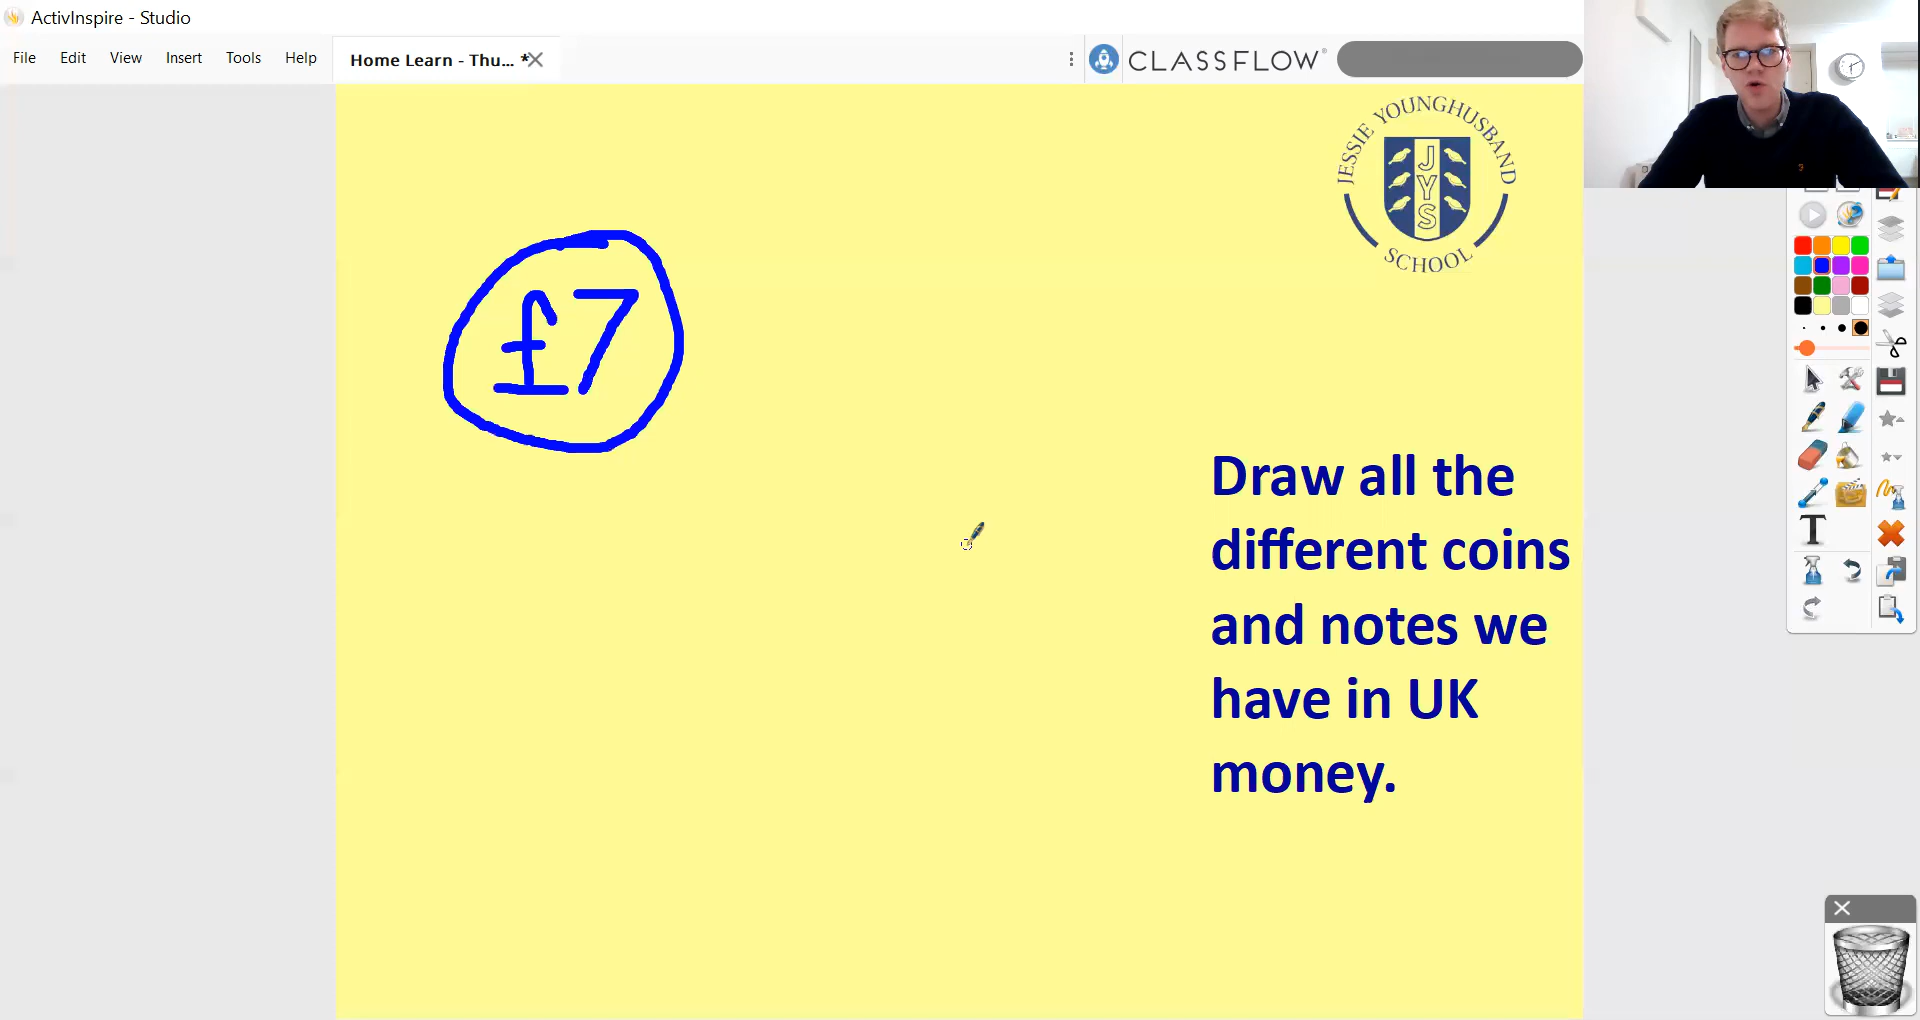 ActivInspire - Studio
File Edit View Insert Tools Help
Home Learn - Thu... *
CLASSFLOW®
JESSIE YOUNGHUSBAND
JYS
SCHOOL
£7
Draw all the
different coins
and notes we
have in UK
money.
T